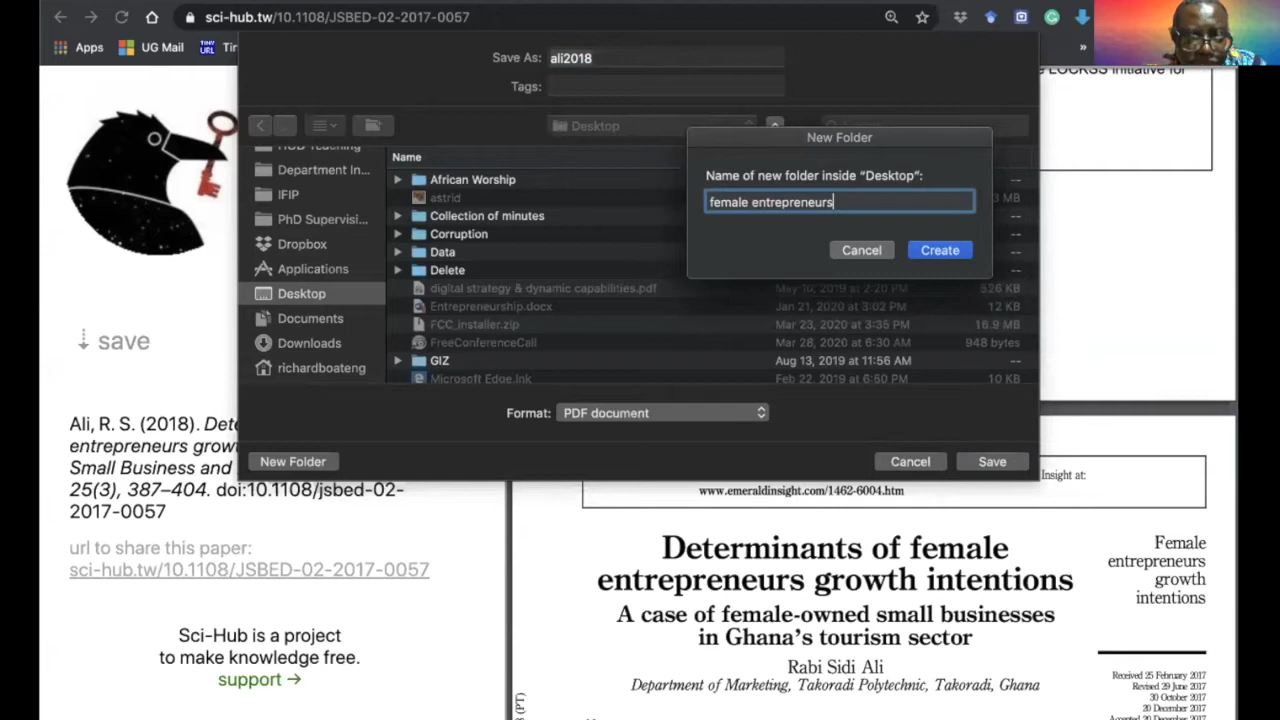 sci-hub.tw/10.1108/JSBED-02-2017-0057
Apps
UG Mail
TINY URL
»
Save As: ali2018
Tags:
Desktop
Name
New Folder
Name of new folder inside “Desktop”:
female entrepreneurs
Cancel
Create
Department In...
IFIP
PhD Supervisi...
Dropbox
Applications
Desktop
Documents
Downloads
richardboateng
African Worship --
astrid MB
Collection of minutes --
Corruption --
Data --
Delete --
digital strategy & dynamic capabilities.pdf May 10, 2019 at 2:20 PM 526 KB
Entrepreneurship.docx Jan 21, 2020 at 3:02 PM 12 KB
FCC_installer.zip Mar 23, 2020 at 3:35 PM 16.9 MB
FreeConferenceCall Mar 28, 2020 at 6:30 AM 948 bytes
GIZ Aug 13, 2019 at 11:56 AM --
Microsoft Edge.lnk Feb 22, 2019 at 6:50 PM 10 KB
Format: PDF document
New Folder
Cancel
Save
⇣ save
Ali, R. S. (2018).
entrepreneurs
Small Business and
25(3), 387–404. doi:10.1108/jsbed-02-
2017-0057
url to share this paper:
sci-hub.tw/10.1108/JSBED-02-2017-0057
Sci-Hub is a project
to make knowledge free.
support →
Insight at:
www.emeraldinsight.com/1462-6004.htm
Determinants of female
entrepreneurs growth intentions
A case of female-owned small businesses
in Ghana’s tourism sector
Rabi Sidi Ali
Department of Marketing, Takoradi Polytechnic, Takoradi, Ghana
Female
entrepreneurs
growth
intentions
Received 25 February 2017
Revised 29 June 2017
30 October 2017
20 December 2017
(PT)